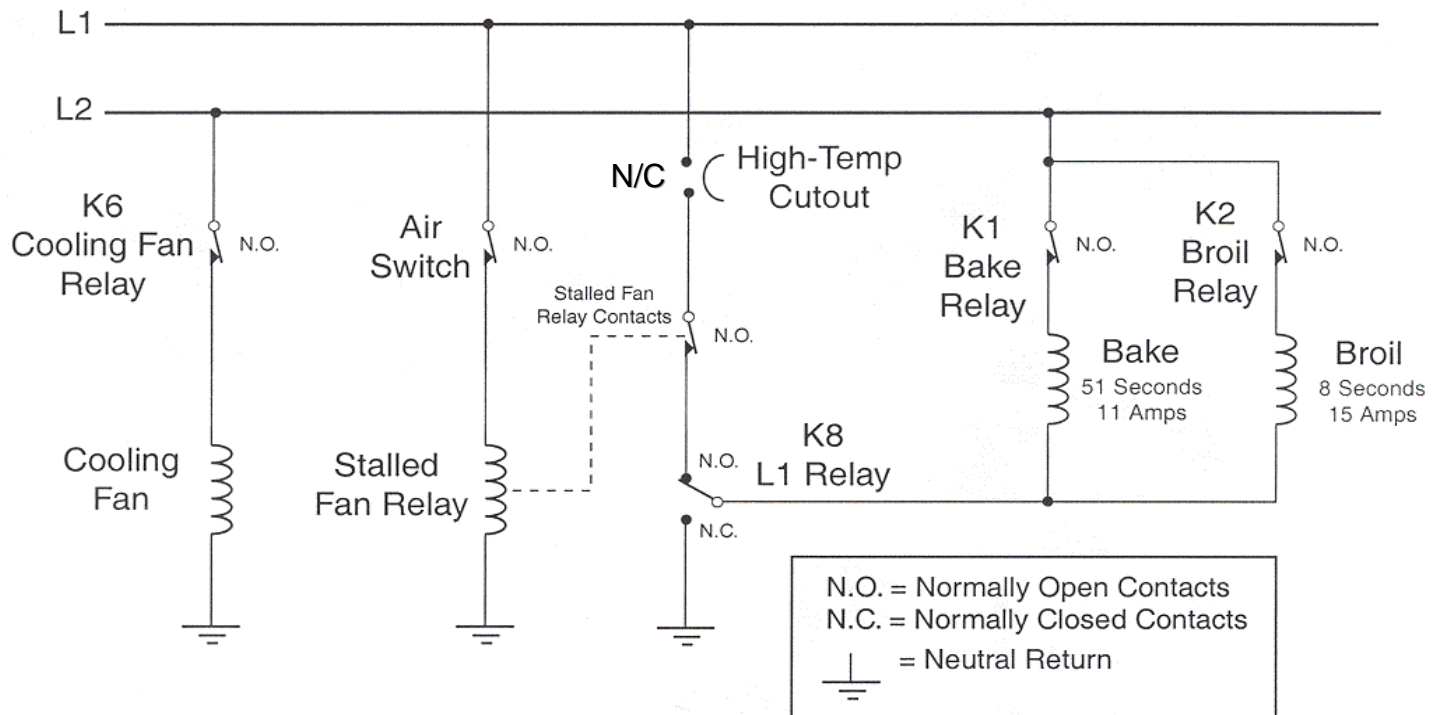 L1
L2
K6
Cooling Fan
Relay
N.O.
Cooling
Fan
Air
Switch
N.O.
Stalled
Fan Relay
N/C
High-Temp
Cutout
Stalled Fan
Relay Contacts
N.O.
K8
L1 Relay
N.O.
N.C.
K1
Bake
Relay
N.O.
Bake
51 Seconds
11 Amps
K2
Broil
Relay
N.O.
Broil
8 Seconds
15 Amps
N.O. = Normally Open Contacts
N.C. = Normally Closed Contacts
= Neutral Return